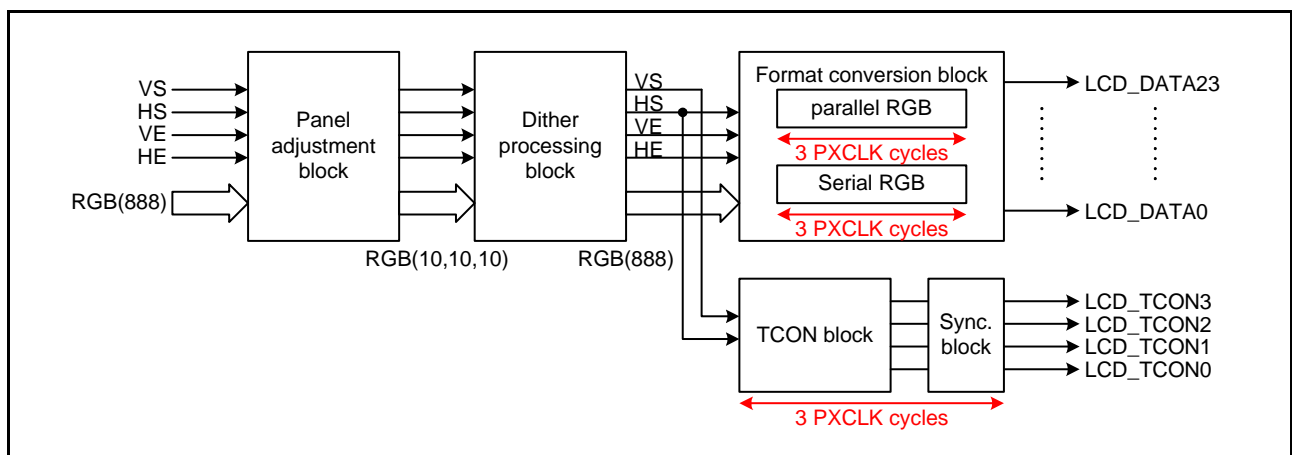 VS
HS
VE
HE
RGB(888)
Panel
adjustment
block
RGB(10,10,10)
Dither
processing
block
VS
HS
VE
HE
RGB(888)
Format conversion block
parallel RGB
3 PXCLK cycles
Serial RGB
3 PXCLK cycles
LCD_DATA23
LCD_DATA0
TCON block
Sync.
block
3 PXCLK cycles
LCD_TCON3
LCD_TCON2
LCD_TCON1
LCD_TCON0